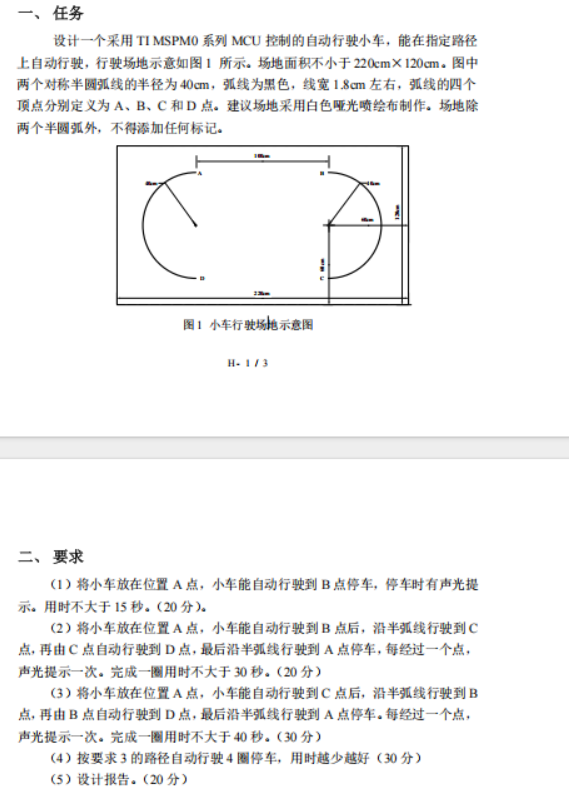 一、 任务
设计一个采用 TI MSPM0 系列 MCU 控制的自动行驶小车，能在指定路径
上自动行驶，行驶场地示意如图 1 所示。场地面积不小于 220cm×120cm。图中
两个对称半圆弧线的半径为 40cm，弧线为黑色，线宽 1.8cm 左右，弧线的四个
顶点分别定义为 A、B、C 和 D 点。建议场地采用白色哑光喷绘布制作。场地除
两个半圆弧外，不得添加任何标记。
A
B
D
C
图 1 小车行驶场地示意图
H- 1 / 3
二、 要求
（1）将小车放在位置 A 点，小车能自动行驶到 B 点停车，停车时有声光提
示。用时不大于 15 秒。（20 分）。
（2）将小车放在位置 A 点，小车能自动行驶到 B 点后，沿半弧线行驶到 C
点，再由 C 点自动行驶到 D 点，最后沿半弧线行驶到 A 点停车，每经过一个点，
声光提示一次。完成一圈用时不大于 30 秒。（20 分）
（3）将小车放在位置 A 点，小车能自动行驶到 C 点后，沿半弧线行驶到 B
点，再由 B 点自动行驶到 D 点，最后沿半弧线行驶到 A 点停车。每经过一个点，
声光提示一次。完成一圈用时不大于 40 秒。（30 分）
（4）按要求 3 的路径自动行驶 4 圈停车，用时越少越好（30 分）
（5）设计报告。（20 分）